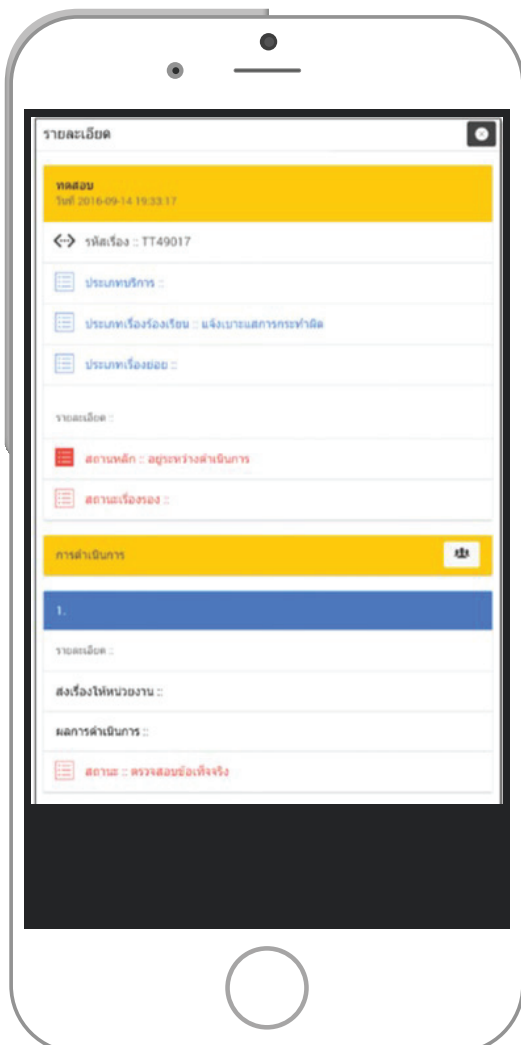 รายละเอียด
ทดสอบ
วันที่ 2016-09-14 19:33:17
รหัสเรื่อง :: TT49017
ประเภทบริการ ::
ประเภทเรื่องร้องเรียน :: แจ้งเบาะแสการกระทำผิด
ประเภทเรื่องย่อย ::
รายละเอียด ::
สถานหลัก :: อยู่ระหว่างดำเนินการ
สถานะเรื่องรอง ::
การดำเนินการ
1.
รายละเอียด ::
ส่งเรื่องให้หน่วยงาน ::
ผลการดำเนินการ ::
สถานะ :: ตรวจสอบข้อเท็จจริง